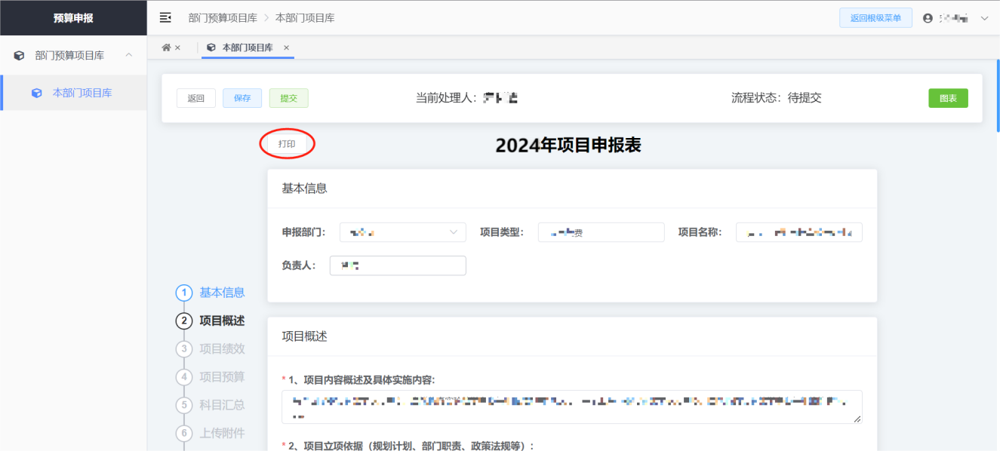 预算申报
部门预算项目库 > 本部门项目库
返回根级菜单
部门预算项目库
本部门项目库
本部门项目库
返回
保存
提交
当前处理人：
流程状态：待提交
图表
打印
2024年项目申报表
基本信息
申报部门：
项目类型：
费
项目名称：
负责人：
1 基本信息
2 项目概述
3 项目绩效
4 项目预算
5 科目汇总
6 上传附件
项目概述
* 1、项目内容概述及具体实施内容：
* 2、项目立项依据（规划计划、部门职责、政策法规等）：